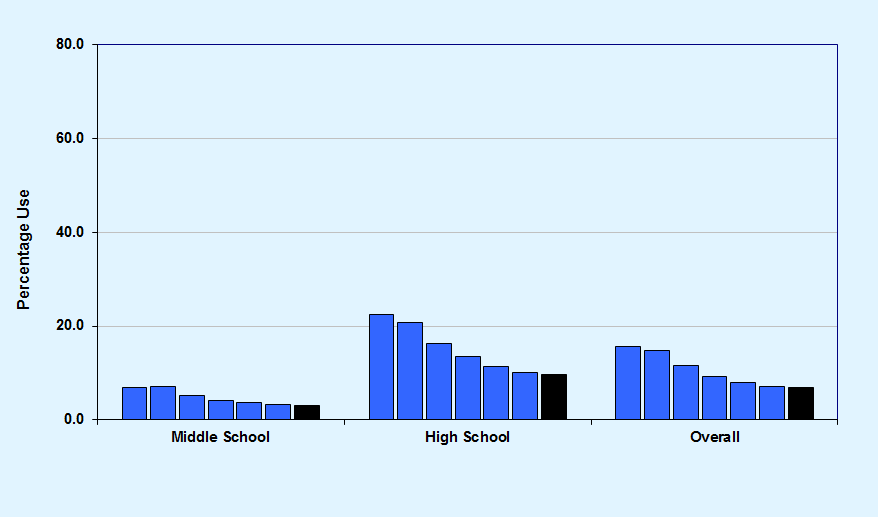 80.0
60.0
40.0
20.0
0.0
Percentage Use
Middle School
High School
Overall